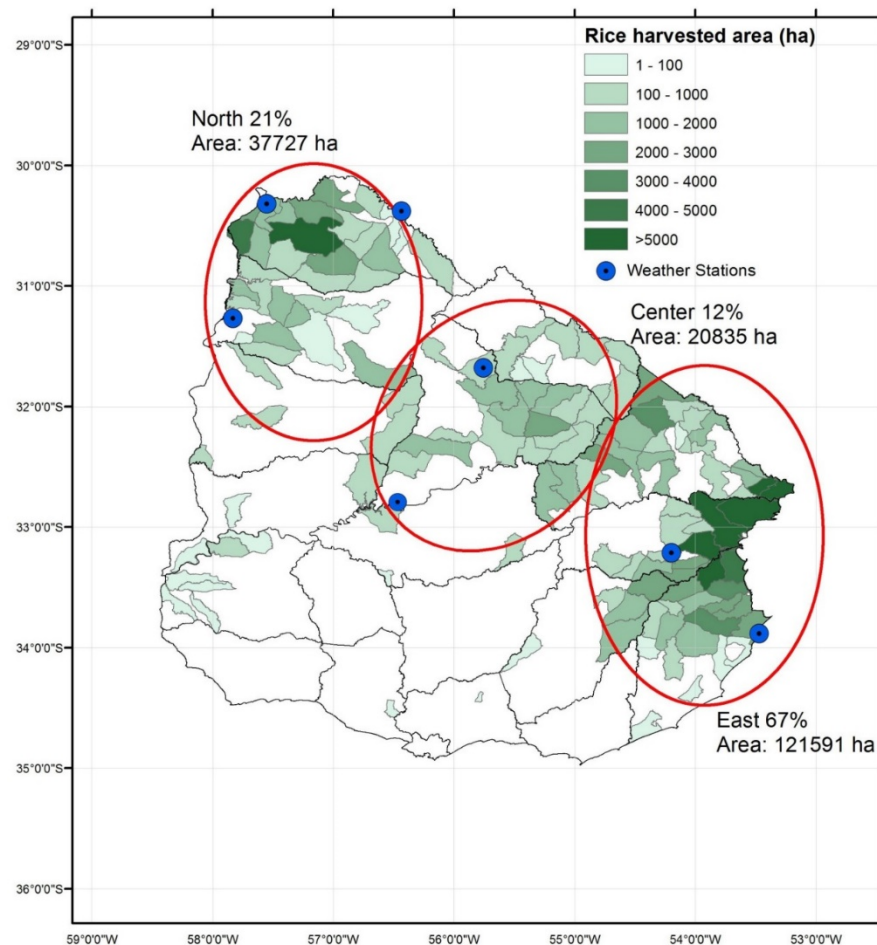 Rice harvested area (ha)
1 - 100
100 - 1000
1000 - 2000
2000 - 3000
3000 - 4000
4000 - 5000
>5000
Weather Stations
North 21%
Area: 37727 ha
Center 12%
Area: 20835 ha
East 67%
Area: 121591 ha
29°0'0"S
30°0'0"S
31°0'0"S
32°0'0"S
33°0'0"S
34°0'0"S
35°0'0"S
36°0'0"S
59°0'0"W
58°0'0"W
57°0'0"W
56°0'0"W
55°0'0"W
54°0'0"W
53°0'0"W